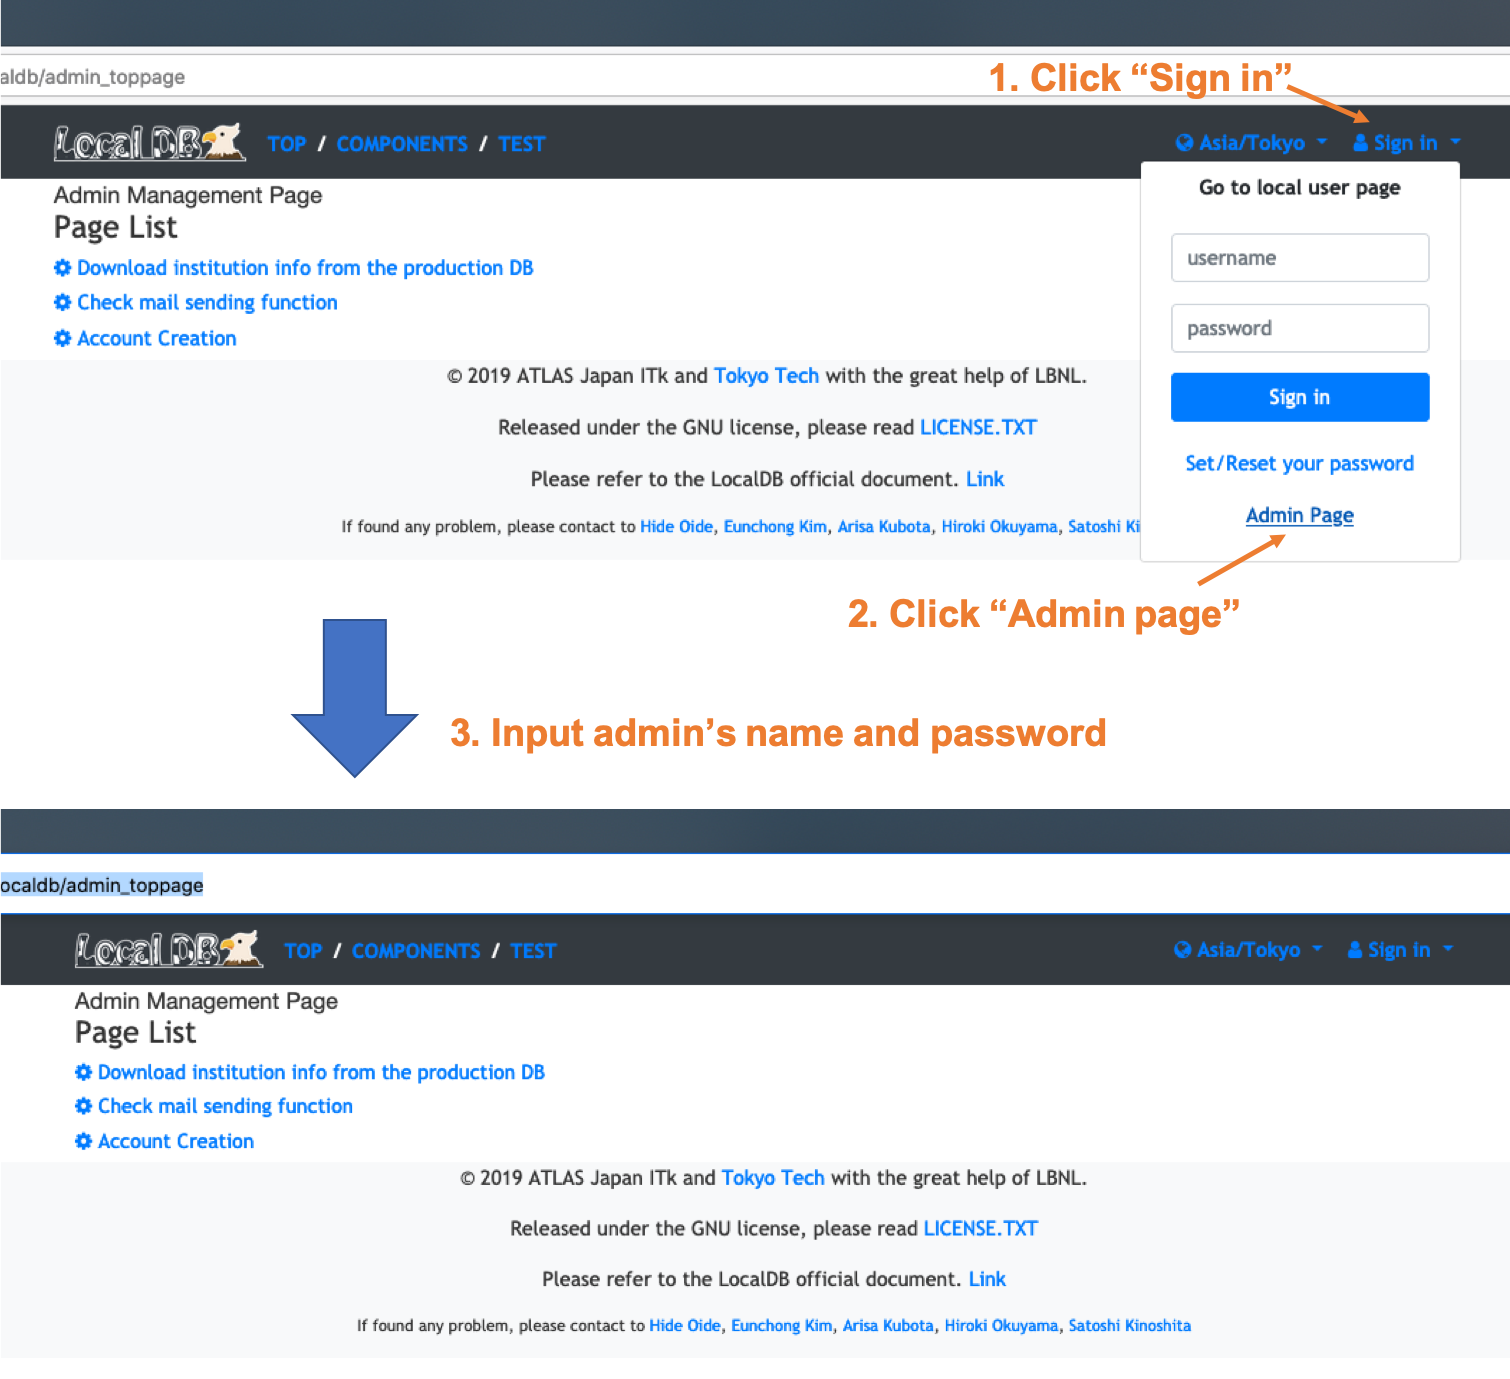 aldb/admin_toppage
1. Click “Sign in”
Local DB TOP / COMPONENTS / TEST Asia/Tokyo Sign in
Admin Management Page
Page List
Download institution info from the production DB
Check mail sending function
Account Creation
Go to local user page
username
password
Sign in
Set/Reset your password
Admin Page
© 2019 ATLAS Japan ITk and Tokyo Tech with the great help of LBNL.
Released under the GNU license, please read LICENSE.TXT
Please refer to the LocalDB official document. Link
If found any problem, please contact to Hide Oide, Eunchong Kim, Arisa Kubota, Hiroki Okuyama, Satoshi Ki
2. Click “Admin page”
3. Input admin’s name and password
ocaldb/admin_toppage
Local DB TOP / COMPONENTS / TEST Asia/Tokyo Sign in
Admin Management Page
Page List
Download institution info from the production DB
Check mail sending function
Account Creation
© 2019 ATLAS Japan ITk and Tokyo Tech with the great help of LBNL.
Released under the GNU license, please read LICENSE.TXT
Please refer to the LocalDB official document. Link
If found any problem, please contact to Hide Oide, Eunchong Kim, Arisa Kubota, Hiroki Okuyama, Satoshi Kinoshita